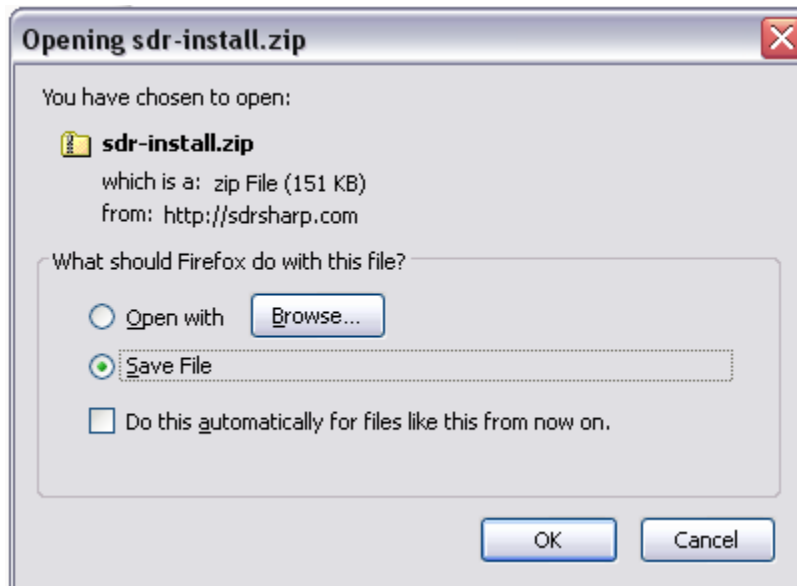 Opening sdr-install.zip
You have chosen to open:
sdr-install.zip
which is a: zip File (151 KB)
from: http://sdrsharp.com
What should Firefox do with this file?
Open with Browse...
Save File
Do this automatically for files like this from now on.
OK Cancel